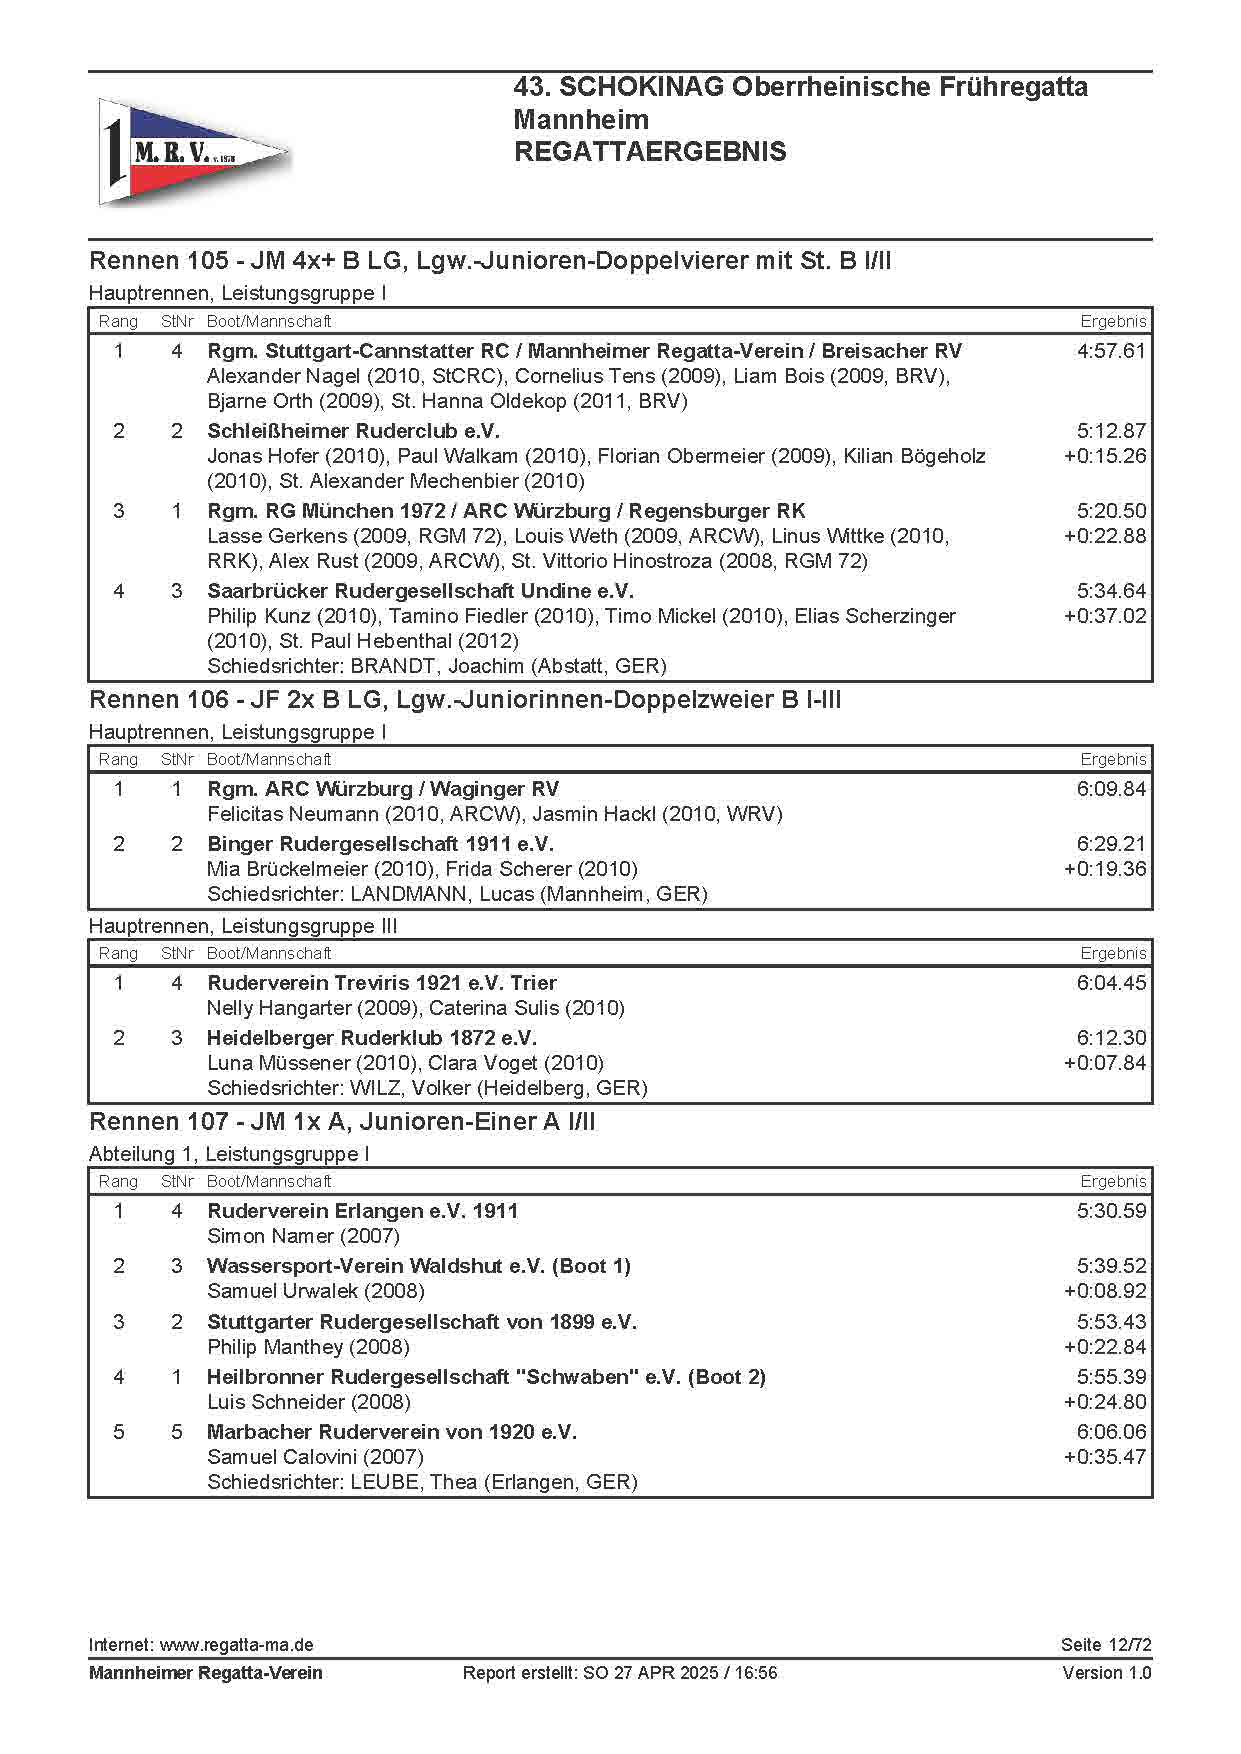 43. SCHOKINAG Oberrheinische Frühregatta
Mannheim
REGATTAERGEBNIS
1 M. R. V. v. 1878
Rennen 105 - JM 4x+ B LG, Lgw.-Junioren-Doppelvierer mit St. B I/II
Hauptrennen, Leistungsgruppe I
Rang StNr Boot/Mannschaft Ergebnis
1 4 Rgm. Stuttgart-Cannstatter RC / Mannheimer Regatta-Verein / Breisacher RV 4:57.61
Alexander Nagel (2010, StCRC), Cornelius Tens (2009), Liam Bois (2009, BRV),
Bjarne Orth (2009), St. Hanna Oldekop (2011, BRV)
2 2 Schleißheimer Ruderclub e.V. 5:12.87
Jonas Hofer (2010), Paul Walkam (2010), Florian Obermeier (2009), Kilian Bögeholz +0:15.26
(2010), St. Alexander Mechenbier (2010)
3 1 Rgm. RG München 1972 / ARC Würzburg / Regensburger RK 5:20.50
Lasse Gerkens (2009, RGM 72), Louis Weth (2009, ARCW), Linus Wittke (2010, +0:22.88
RRK), Alex Rust (2009, ARCW), St. Vittorio Hinostroza (2008, RGM 72)
4 3 Saarbrücker Rudergesellschaft Undine e.V. 5:34.64
Philip Kunz (2010), Tamino Fiedler (2010), Timo Mickel (2010), Elias Scherzinger +0:37.02
(2010), St. Paul Hebenthal (2012)
Schiedsrichter: BRANDT, Joachim (Abstatt, GER)
Rennen 106 - JF 2x B LG, Lgw.-Juniorinnen-Doppelzweier B I-III
Hauptrennen, Leistungsgruppe I
Rang StNr Boot/Mannschaft Ergebnis
1 1 Rgm. ARC Würzburg / Waginger RV 6:09.84
Felicitas Neumann (2010, ARCW), Jasmin Hackl (2010, WRV)
2 2 Binger Rudergesellschaft 1911 e.V. 6:29.21
Mia Brückelmeier (2010), Frida Scherer (2010) +0:19.36
Schiedsrichter: LANDMANN, Lucas (Mannheim, GER)
Hauptrennen, Leistungsgruppe III
Rang StNr Boot/Mannschaft Ergebnis
1 4 Ruderverein Treviris 1921 e.V. Trier 6:04.45
Nelly Hangarter (2009), Caterina Sulis (2010)
2 3 Heidelberger Ruderklub 1872 e.V. 6:12.30
Luna Müssener (2010), Clara Voget (2010) +0:07.84
Schiedsrichter: WILZ, Volker (Heidelberg, GER)
Rennen 107 - JM 1x A, Junioren-Einer A I/II
Abteilung 1, Leistungsgruppe I
Rang StNr Boot/Mannschaft Ergebnis
1 4 Ruderverein Erlangen e.V. 1911 5:30.59
Simon Namer (2007)
2 3 Wassersport-Verein Waldshut e.V. (Boot 1) 5:39.52
Samuel Urwalek (2008) +0:08.92
3 2 Stuttgarter Rudergesellschaft von 1899 e.V. 5:53.43
Philip Manthey (2008) +0:22.84
4 1 Heilbronner Rudergesellschaft "Schwaben" e.V. (Boot 2) 5:55.39
Luis Schneider (2008) +0:24.80
5 5 Marbacher Ruderverein von 1920 e.V. 6:06.06
Samuel Calovini (2007) +0:35.47
Schiedsrichter: LEUBE, Thea (Erlangen, GER)
Internet: www.regatta-ma.de Seite 12/72
Mannheimer Regatta-Verein Report erstellt: SO 27 APR 2025 / 16:56 Version 1.0